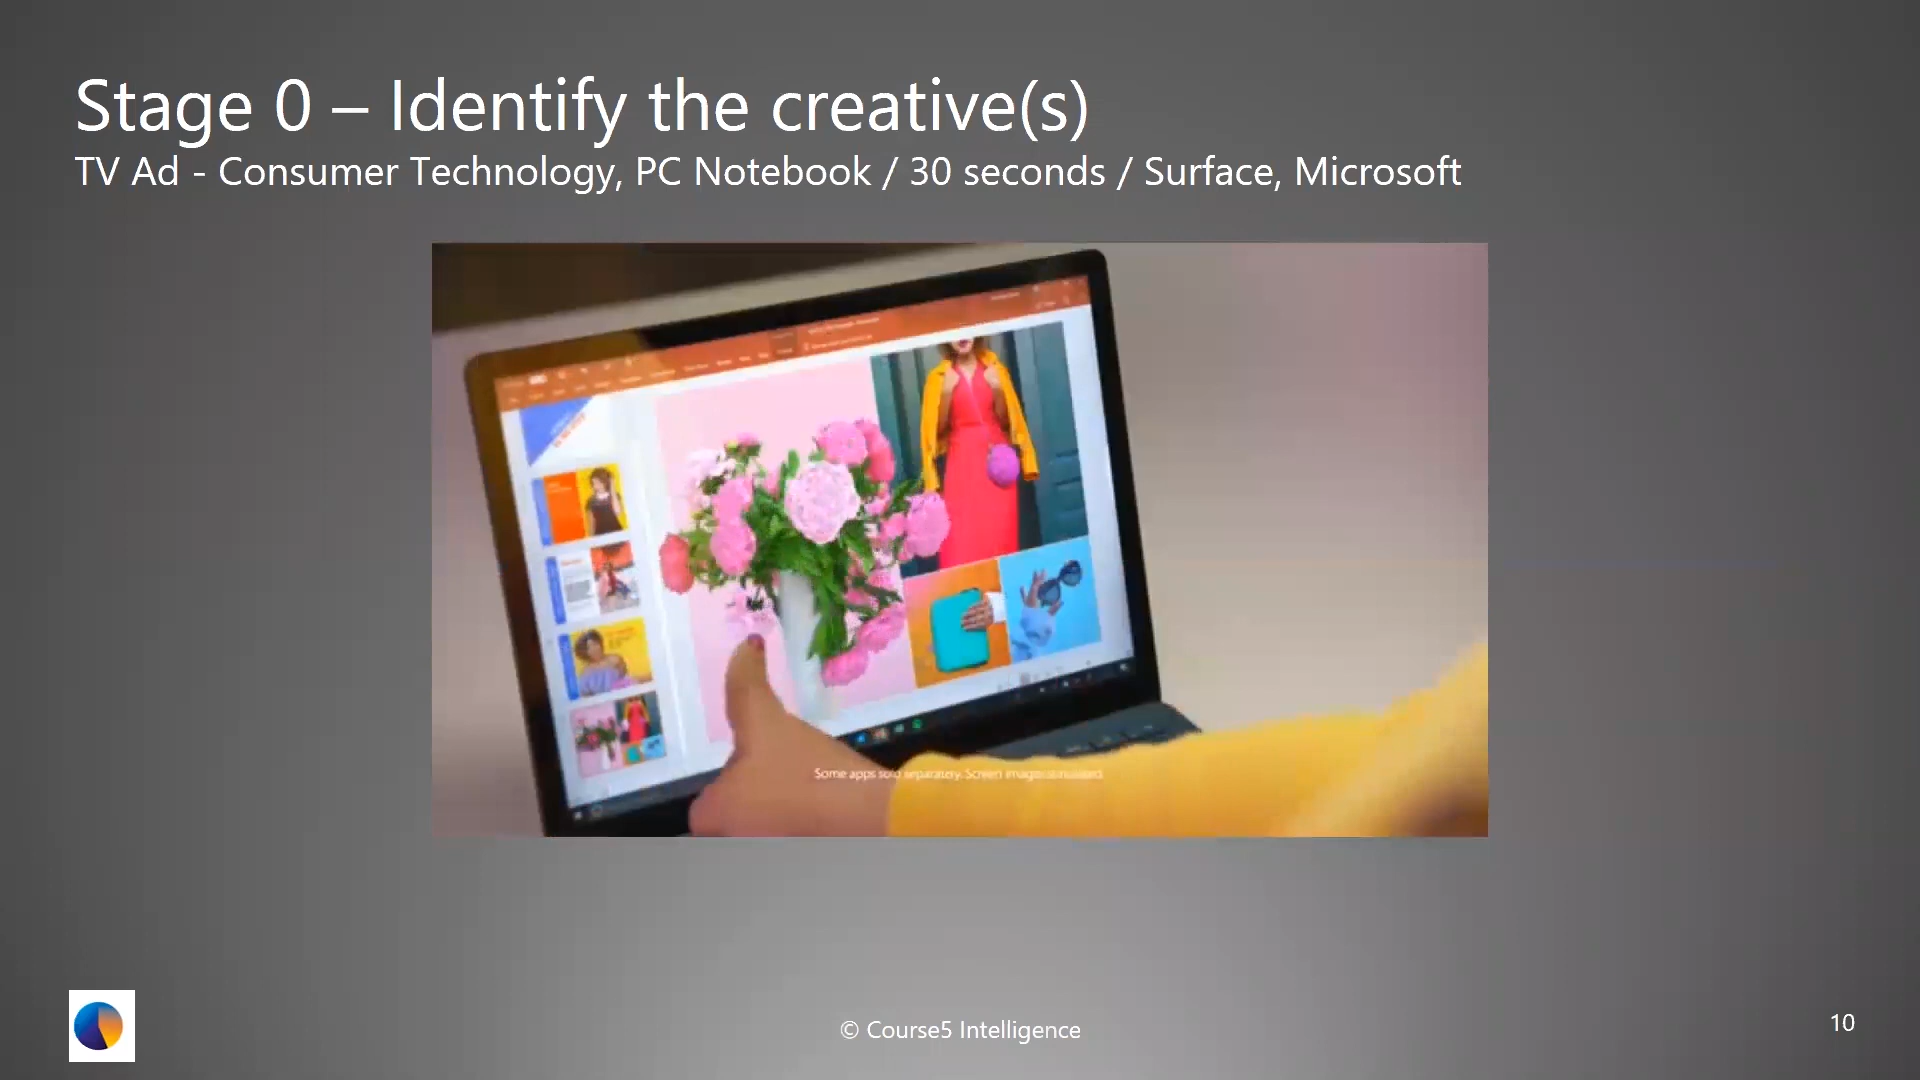 Stage 0 – Identify the creative(s)
TV Ad - Consumer Technology, PC Notebook / 30 seconds / Surface, Microsoft
Some apps sold separately. Screen images simulated.
© Course5 Intelligence
10